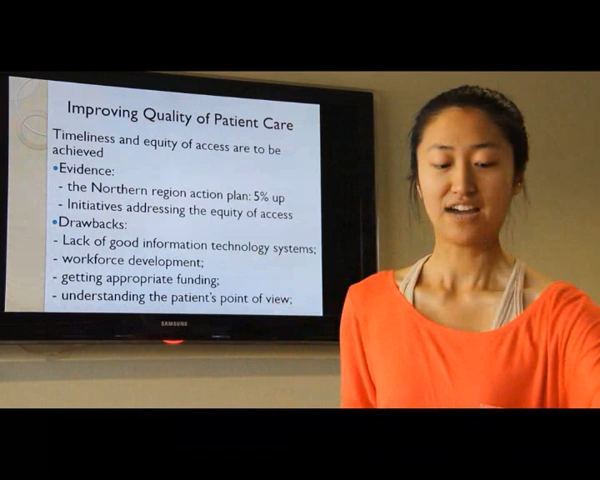 Improving Quality of Patient Care
Timeliness and equity of access are to be
achieved
•Evidence:
- the Northern region action plan: 5% up
- Initiatives addressing the equity of access
•Drawbacks:
- Lack of good information technology systems;
- workforce development;
- getting appropriate funding;
- understanding the patient's point of view;
SAMSUNG